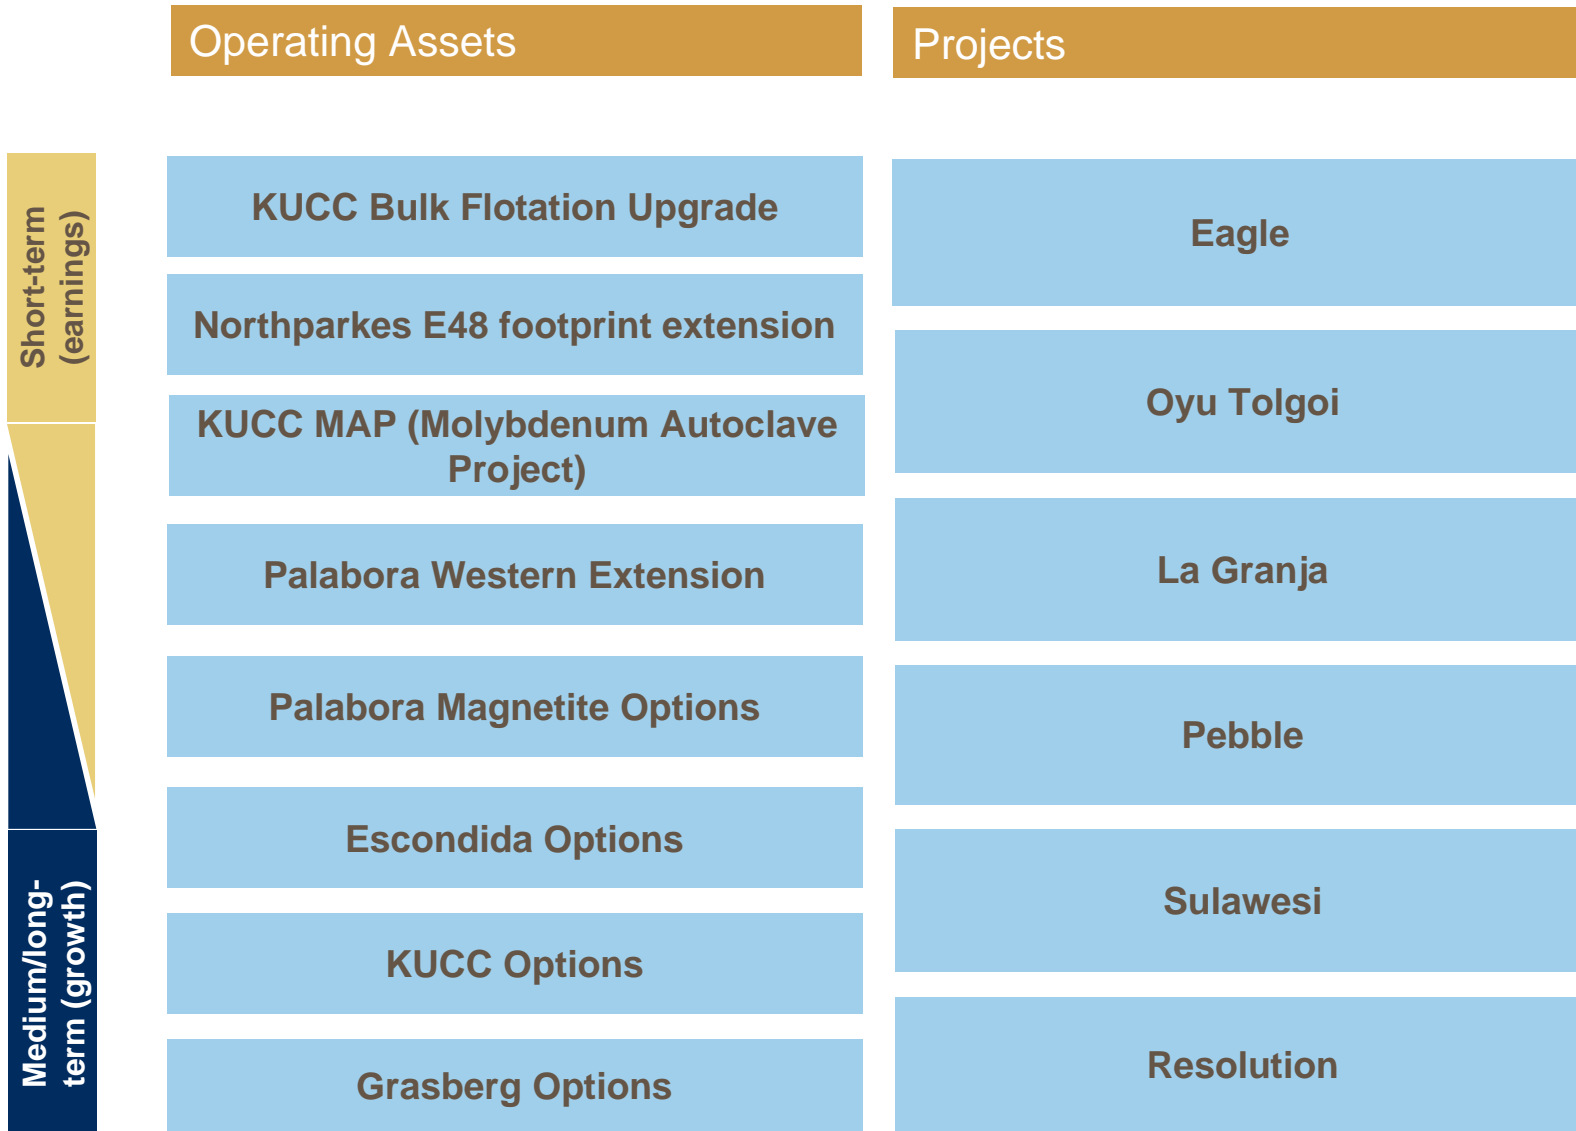 Operating Assets
Projects
Short-term
(earnings)
KUCC Bulk Flotation Upgrade
Northparkes E48 footprint extension
KUCC MAP (Molybdenum Autoclave
Project)
Palabora Western Extension
Palabora Magnetite Options
Escondida Options
KUCC Options
Grasberg Options
Eagle
Oyu Tolgoi
La Granja
Pebble
Sulawesi
Resolution
Medium/long-
term (growth)